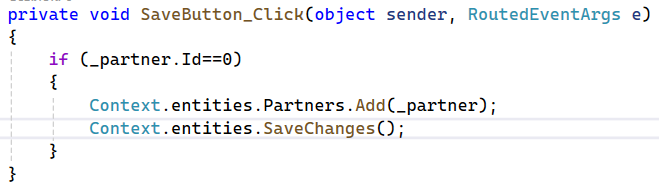 private void SaveButton_Click(object sender, RoutedEventArgs e)
{
if (_partner.Id==0)
{
Context.entities.Partners.Add(_partner);
Context.entities.SaveChanges();
}
}